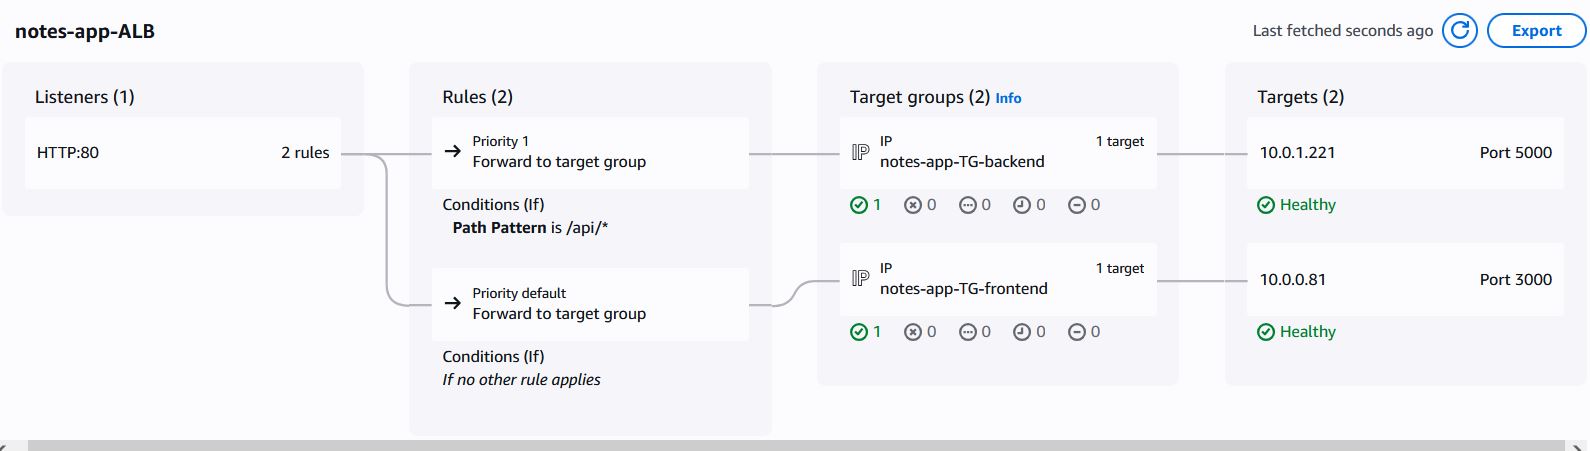 notes-app-ALB
Last fetched seconds ago
Export
Listeners (1)
HTTP:80 2 rules
Rules (2)
Priority 1
Forward to target group
Conditions (If)
Path Pattern is /api/*
Priority default
Forward to target group
Conditions (If)
If no other rule applies
Target groups (2) Info
IP IP 1 target
notes-app-TG-backend
1 0 0 0 0
IP IP 1 target
notes-app-TG-frontend
1 0 0 0 0
Targets (2)
10.0.1.221 Port 5000
Healthy
10.0.0.81 Port 3000
Healthy